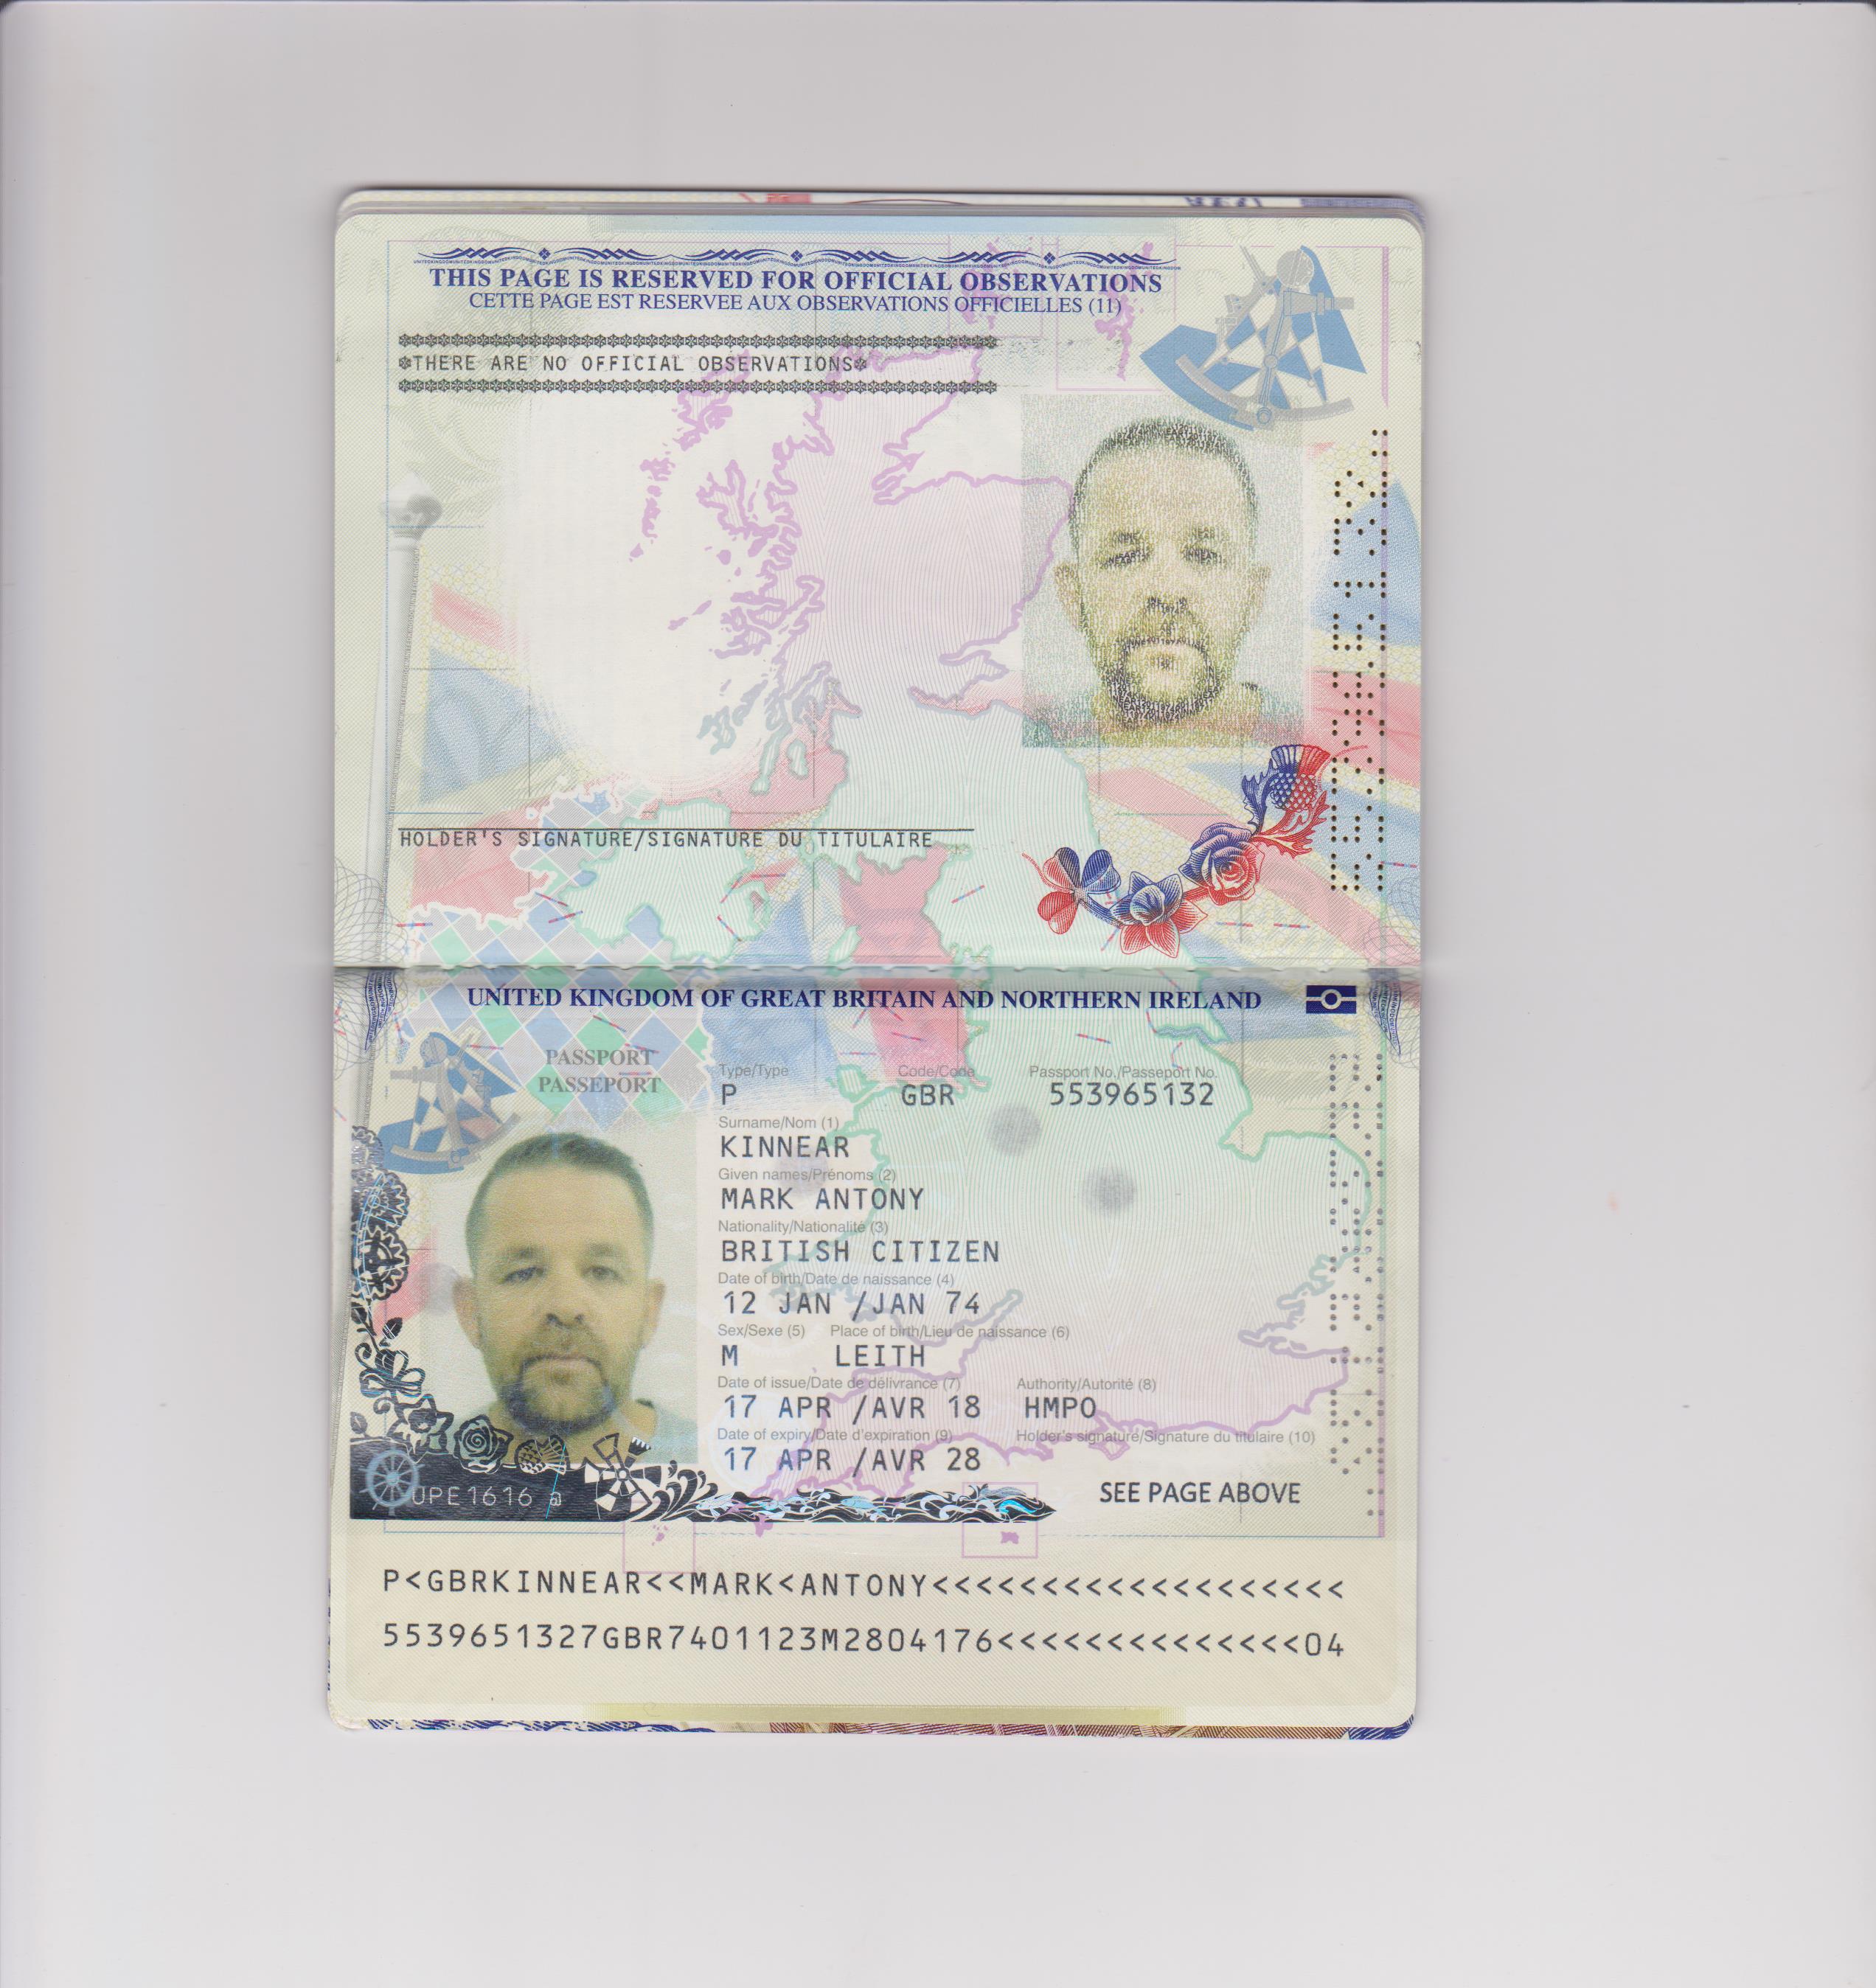 THIS PAGE IS RESERVED FOR OFFICIAL OBSERVATIONS
CETTE PAGE EST RESERVEE AUX OBSERVATIONS OFFICIELLES (11)
*THERE ARE NO OFFICIAL OBSERVATIONS*
HOLDER'S SIGNATURE/SIGNATURE DU TITULAIRE
UNITED KINGDOM OF GREAT BRITAIN AND NORTHERN IRELAND
PASSPORT
PASSEPORT
Type/Type Code/Code Passport No./Passeport No.
P GBR 553965132
Surname/Nom (1)
KINNEAR
Given names/Prénoms (2)
MARK ANTONY
Nationality/Nationalité (3)
BRITISH CITIZEN
Date of birth/Date de naissance (4)
12 JAN /JAN 74
Sex/Sexe (5) Place of birth/Lieu de naissance (6)
M LEITH
Date of issue/Date de délivrance (7) Authority/Autorité (8)
17 APR /AVR 18 HMPO
Date of expiry/Date d'expiration (9) Holder's signature/Signature du titulaire (10)
17 APR /AVR 28
SEE PAGE ABOVE
UPE1616
P<GBRKINNEAR<<MARK<ANTONY<<<<<<<<<<<<<<<<<<<
5539651327GBR7401123M2804176<<<<<<<<<<<<<<04